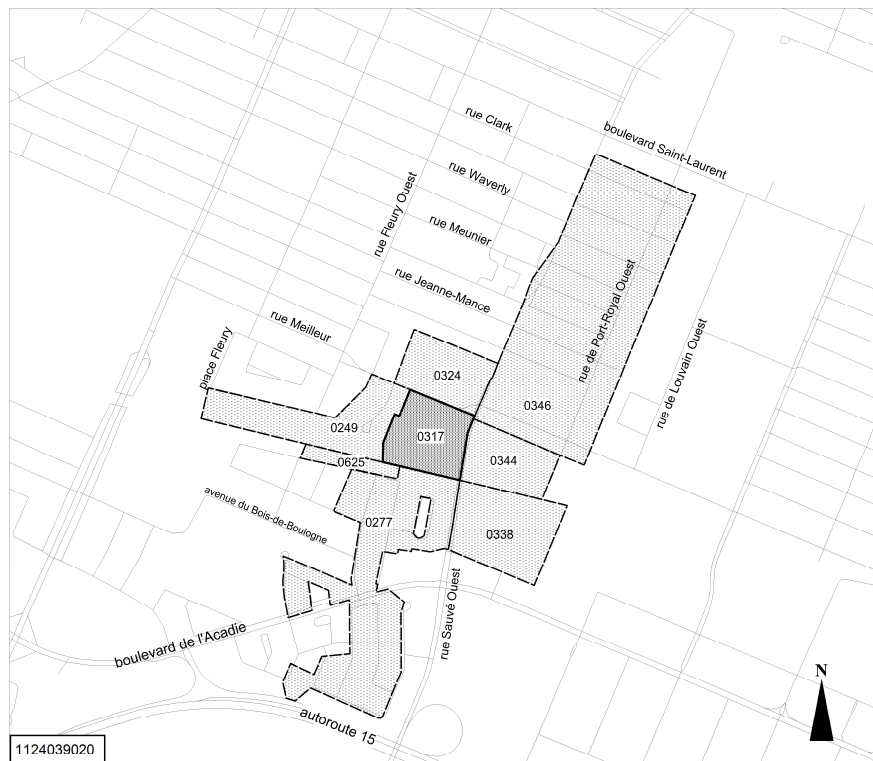 rue Clark
boulevard Saint-Laurent
rue Waverly
rue Fleury Ouest
rue Meunier
rue Jeanne-Mance
rue de Port-Royal Ouest
rue Meilleur
place Fleury
rue de Louvain Ouest
0324
0346
0249
0317
0625
0344
avenue du Bois-de-Boulogne
0277
0338
rue Sauvé Ouest
boulevard de l'Acadie
autoroute 15
N
1124039020